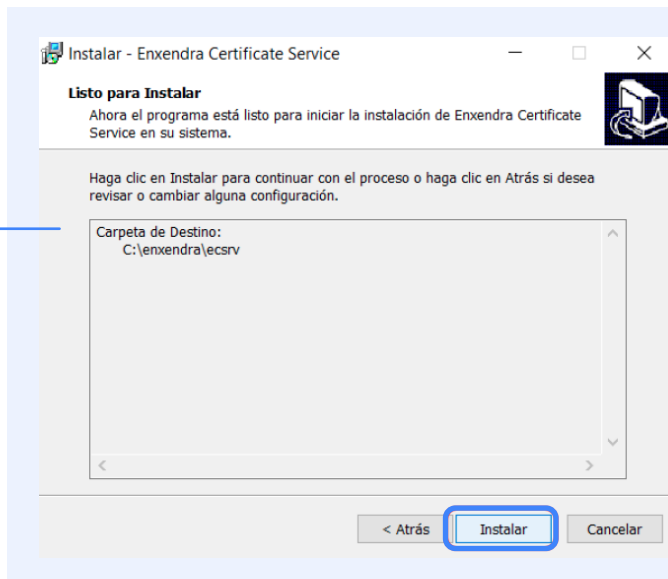 Instalar - Enxendra Certificate Service
Listo para Instalar
Ahora el programa está listo para iniciar la instalación de Enxendra Certificate
Service en su sistema.
Haga clic en Instalar para continuar con el proceso o haga clic en Atrás si desea
revisar o cambiar alguna configuración.
Carpeta de Destino:
C:\enxendra\ecsrv
< Atrás
Instalar
Cancelar